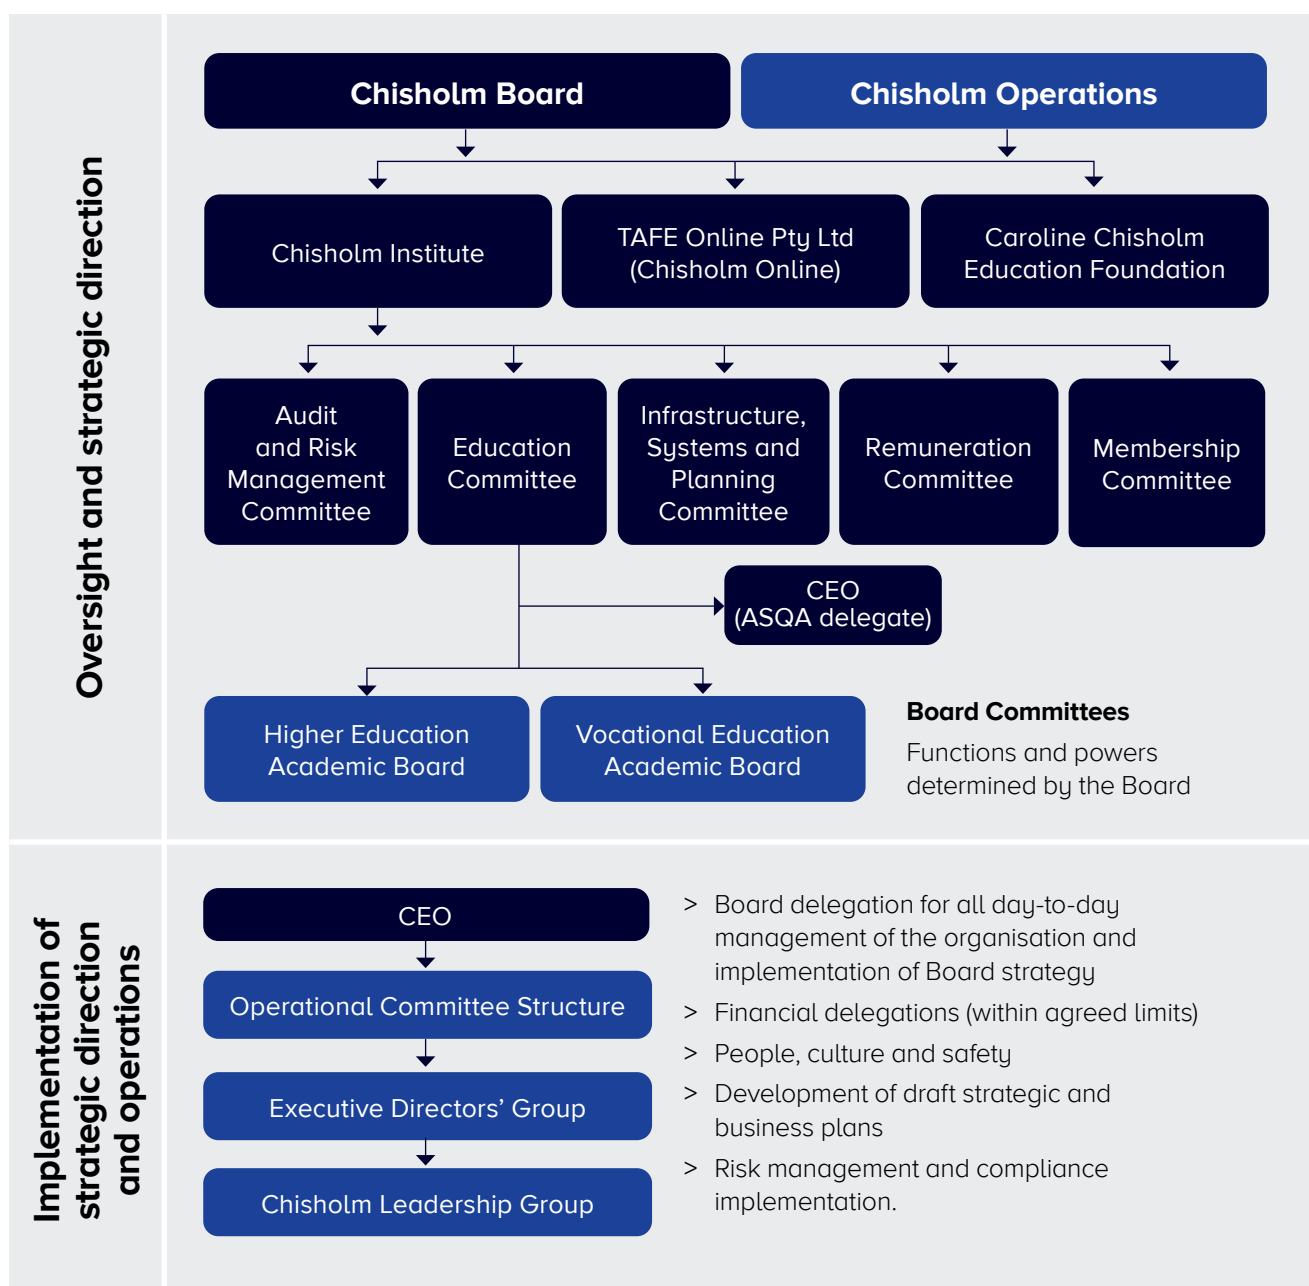 Oversight and strategic direction
Chisholm Board
Chisholm Operations
Chisholm Institute
TAFE Online Pty Ltd
(Chisholm Online)
Caroline Chisholm
Education Foundation
Audit
and Risk
Management
Committee
Education
Committee
Infrastructure,
Systems and
Planning
Committee
Remuneration
Committee
Membership
Committee
CEO
(ASQA delegate)
Higher Education
Academic Board
Vocational Education
Academic Board
Board Committees
Functions and powers
determined by the Board
Implementation of
strategic direction
and operations
CEO
Operational Committee Structure
Executive Directors’ Group
Chisholm Leadership Group
> Board delegation for all day-to-day
management of the organisation and
implementation of Board strategy
> Financial delegations (within agreed limits)
> People, culture and safety
> Development of draft strategic and
business plans
> Risk management and compliance
implementation.